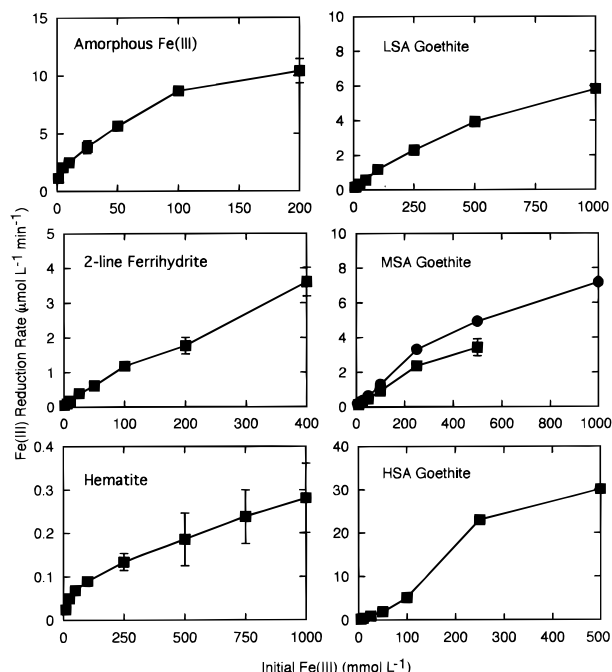 Fe(III) Reduction Rate (μmol L⁻¹ min⁻¹)
Amorphous Fe(III)
15
10
5
0
0 50 100 150 200
LSA Goethite
10
8
6
4
2
0
0 250 500 750 1000
2-line Ferrihydrite
5
4
3
2
1
0
0 100 200 300 400
MSA Goethite
10
8
6
4
2
0
0 200 400 600 800 1000
Hematite
0.4
0.3
0.2
0.1
0
0 250 500 750 1000
HSA Goethite
40
30
20
10
0
0 100 200 300 400 500
Initial Fe(III) (mmol L⁻¹)